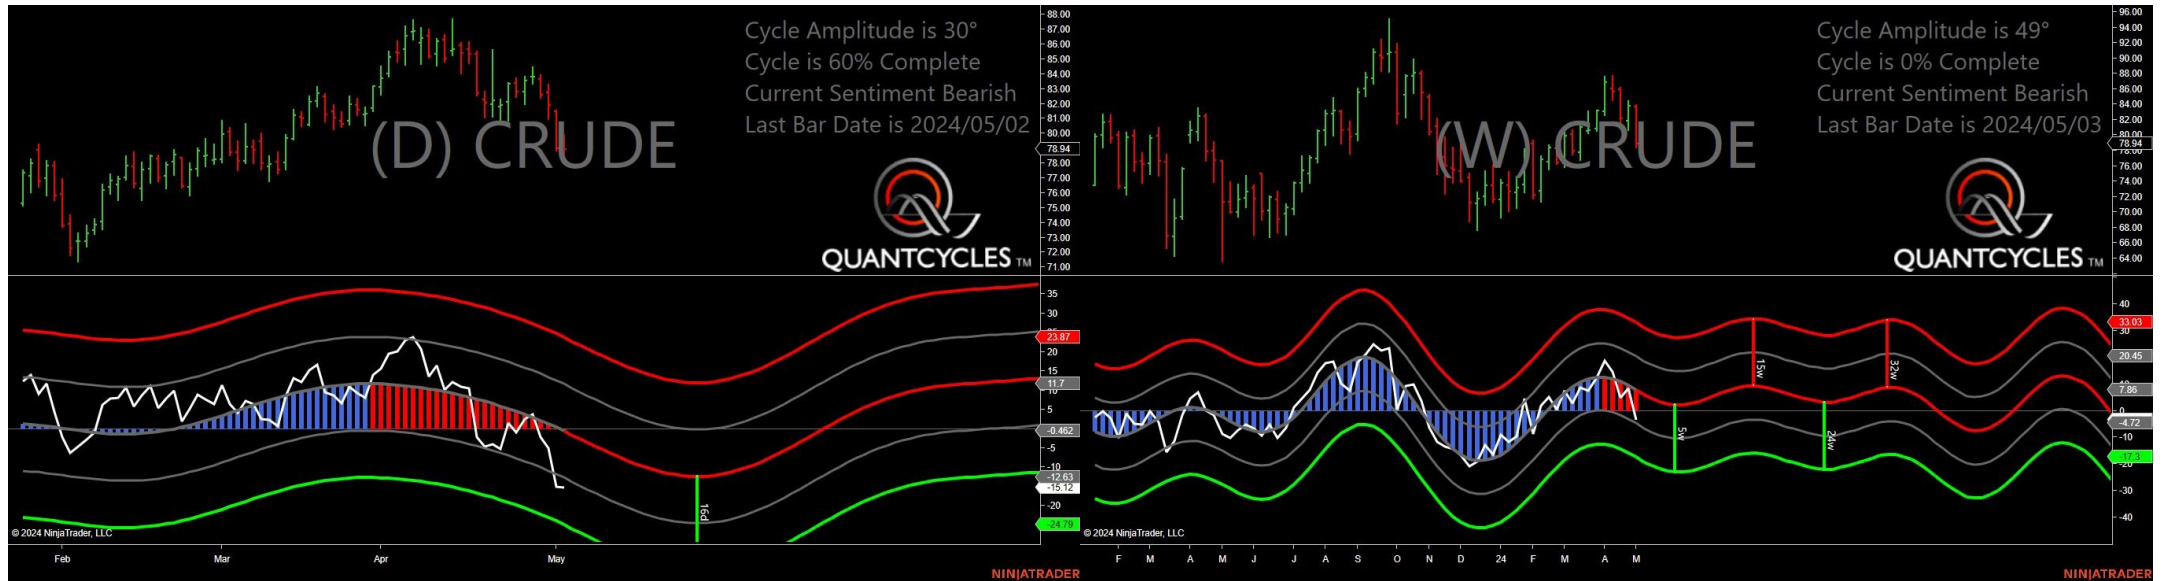 Cycle Amplitude is 30°
Cycle is 60% Complete
Current Sentiment Bearish
Last Bar Date is 2024/05/02
(D) CRUDE
QUANTCYCLES TM
88.00
87.00
86.00
85.00
84.00
83.00
82.00
81.00
80.00
78.94
78.00
77.00
76.00
75.00
74.00
73.00
72.00
71.00
35
30
23.87
20
15
11.7
10
5
-0.462
-5
-10
-12.63
-15.12
-20
-24.79
16d
© 2024 NinjaTrader, LLC
Feb Mar Apr May
NINJATRADER
Cycle Amplitude is 49°
Cycle is 0% Complete
Current Sentiment Bearish
Last Bar Date is 2024/05/03
(W) CRUDE
QUANTCYCLES TM
96.00
94.00
92.00
90.00
88.00
86.00
84.00
82.00
80.00
78.94
76.00
74.00
72.00
70.00
68.00
66.00
64.00
40
33.03
30
20.45
7.86
0
-4.72
-10
-17.3
-20
-30
-40
15w
32w
5w
24w
© 2024 NinjaTrader, LLC
F M A M J J A S O N D 24 F M A M
NINJATRADER